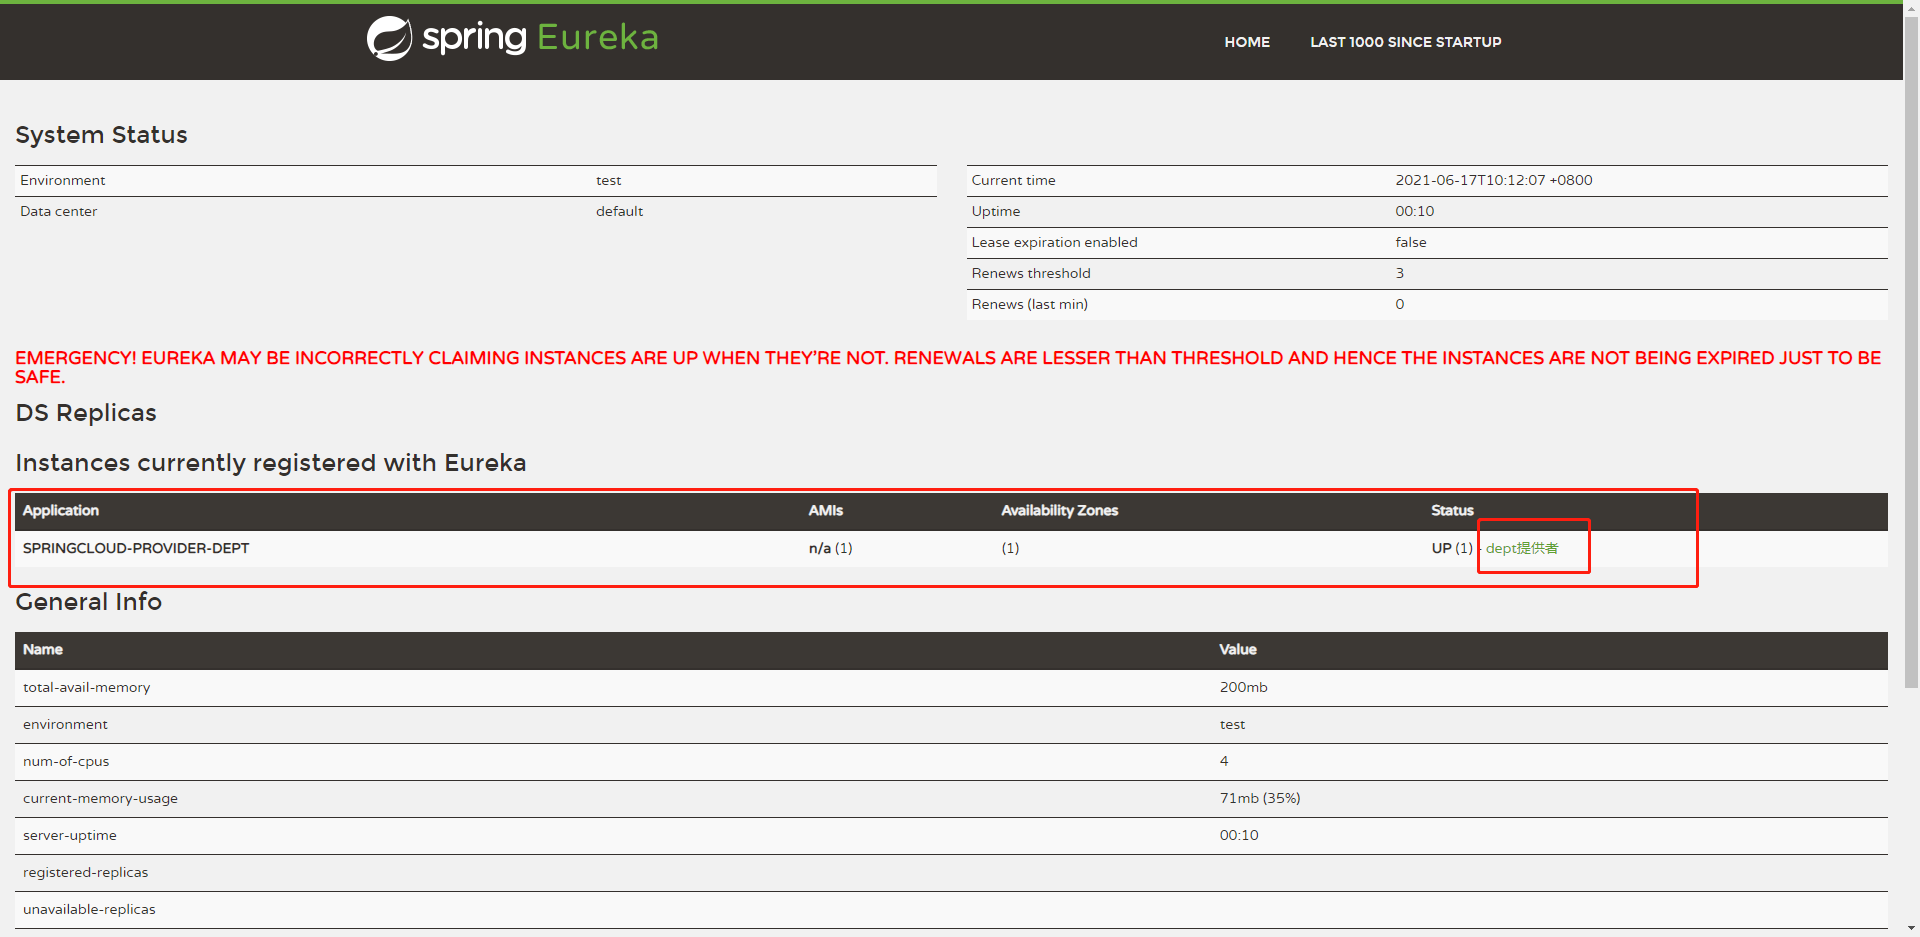 spring Eureka
HOME LAST 1000 SINCE STARTUP
System Status
Environment test
Data center default
Current time 2021-06-17T10:12:07 +0800
Uptime 00:10
Lease expiration enabled false
Renews threshold 3
Renews (last min) 0
EMERGENCY! EUREKA MAY BE INCORRECTLY CLAIMING INSTANCES ARE UP WHEN THEY'RE NOT. RENEWALS ARE LESSER THAN THRESHOLD AND HENCE THE INSTANCES ARE NOT BEING EXPIRED JUST TO BE
SAFE.
DS Replicas
Instances currently registered with Eureka
Application AMIs Availability Zones Status
SPRINGCLOUD-PROVIDER-DEPT n/a (1) (1) UP (1) - dept提供者
General Info
Name Value
total-avail-memory 200mb
environment test
num-of-cpus 4
current-memory-usage 71mb (35%)
server-uptime 00:10
registered-replicas
unavailable-replicas